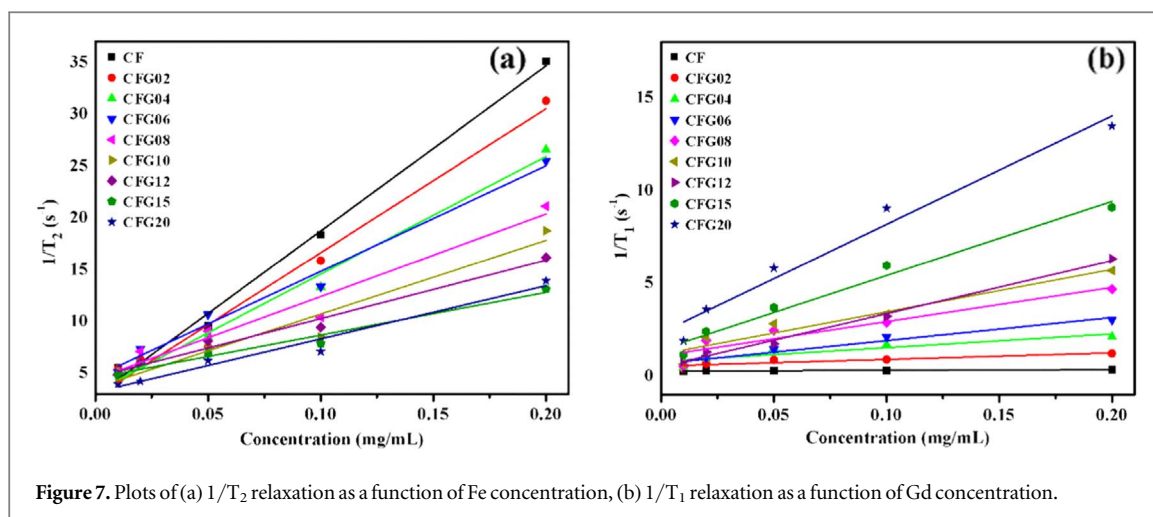 (a)
CF
CFG02
CFG04
CFG06
CFG08
CFG10
CFG12
CFG15
CFG20
35
30
25
20
15
10
5
1/T2 (s-1)
0.00 0.05 0.10 0.15 0.20
Concentration (mg/mL)
(b)
CF
CFG02
CFG04
CFG06
CFG08
CFG10
CFG12
CFG15
CFG20
15
10
5
0
1/T1 (s-1)
0.00 0.05 0.10 0.15 0.20
Concentration (mg/mL)
Figure 7. Plots of (a) 1/T2 relaxation as a function of Fe concentration, (b) 1/T1 relaxation as a function of Gd concentration.